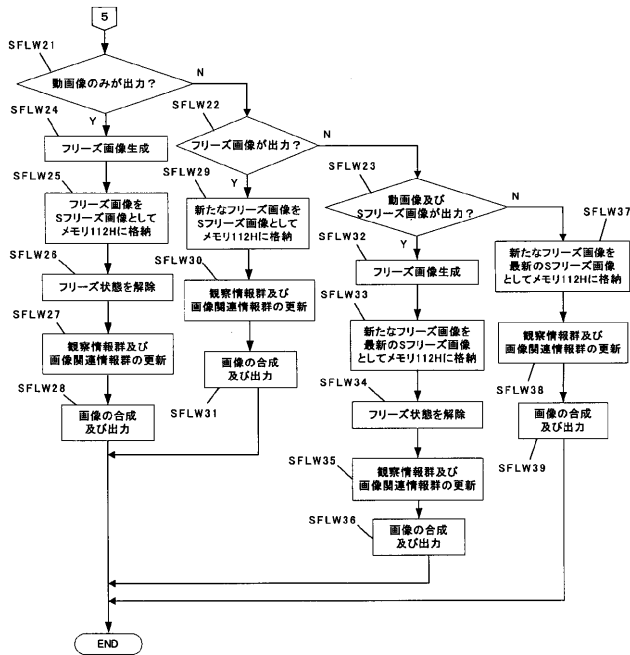 5
SFLW21
動画像のみが出力？
N
Y
SFLW22
フリーズ画像が出力？
N
Y
SFLW23
動画像及び
Sフリーズ画像が出力？
N
Y
SFLW24
フリーズ画像生成
SFLW25
フリーズ画像を
Sフリーズ画像として
メモリ112Hに格納
SFLW26
フリーズ状態を解除
SFLW27
観察情報群及び
画像関連情報群の更新
SFLW28
画像の合成
及び出力
SFLW29
新たなフリーズ画像を
Sフリーズ画像として
メモリ112Hに格納
SFLW30
観察情報群及び
画像関連情報群の更新
画像の合成
及び出力
SFLW31
SFLW32
フリーズ画像生成
SFLW33
新たなフリーズ画像を
最新のSフリーズ画像
としてメモリ112Hに格納
SFLW34
フリーズ状態を解除
SFLW35
観察情報群及び
画像関連情報群の更新
SFLW36
画像の合成
及び出力
SFLW37
新たなフリーズ画像を
最新のSフリーズ画像
としてメモリ112Hに格納
観察情報群及び
画像関連情報群の更新
SFLW38
画像の合成
及び出力
SFLW39
END